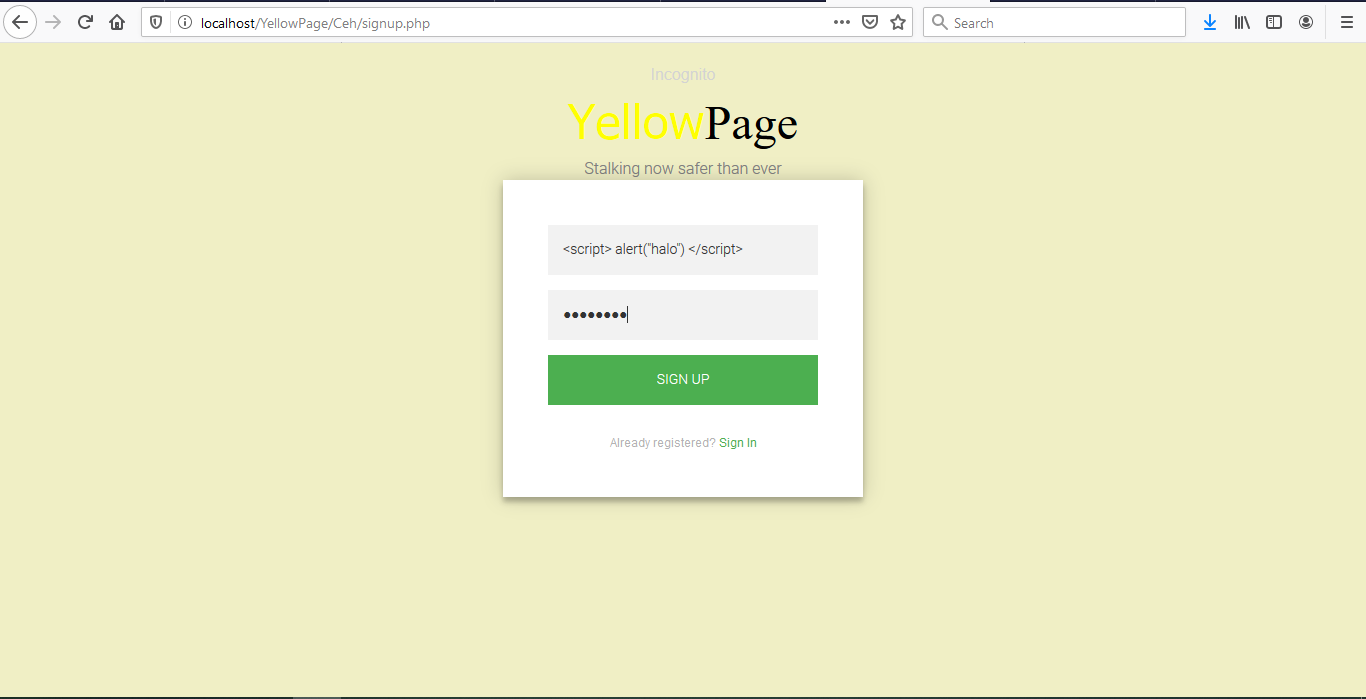 localhost/YellowPage/Ceh/signup.php
Search
Incognito
YellowPage
Stalking now safer than ever
<script> alert("halo") </script>
••••••••
SIGN UP
Already registered? Sign In